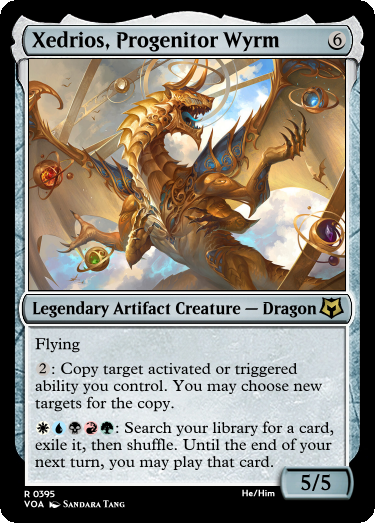 Xedrios, Progenitor Wyrm 6
Legendary Artifact Creature — Dragon
Flying
2: Copy target activated or triggered
ability you control. You may choose new
targets for the copy.
: Search your library for a card,
exile it, then shuffle. Until the end of your
next turn, you may play that card.
5/5
R 0395 He/Him
VOA SANDARA TANG